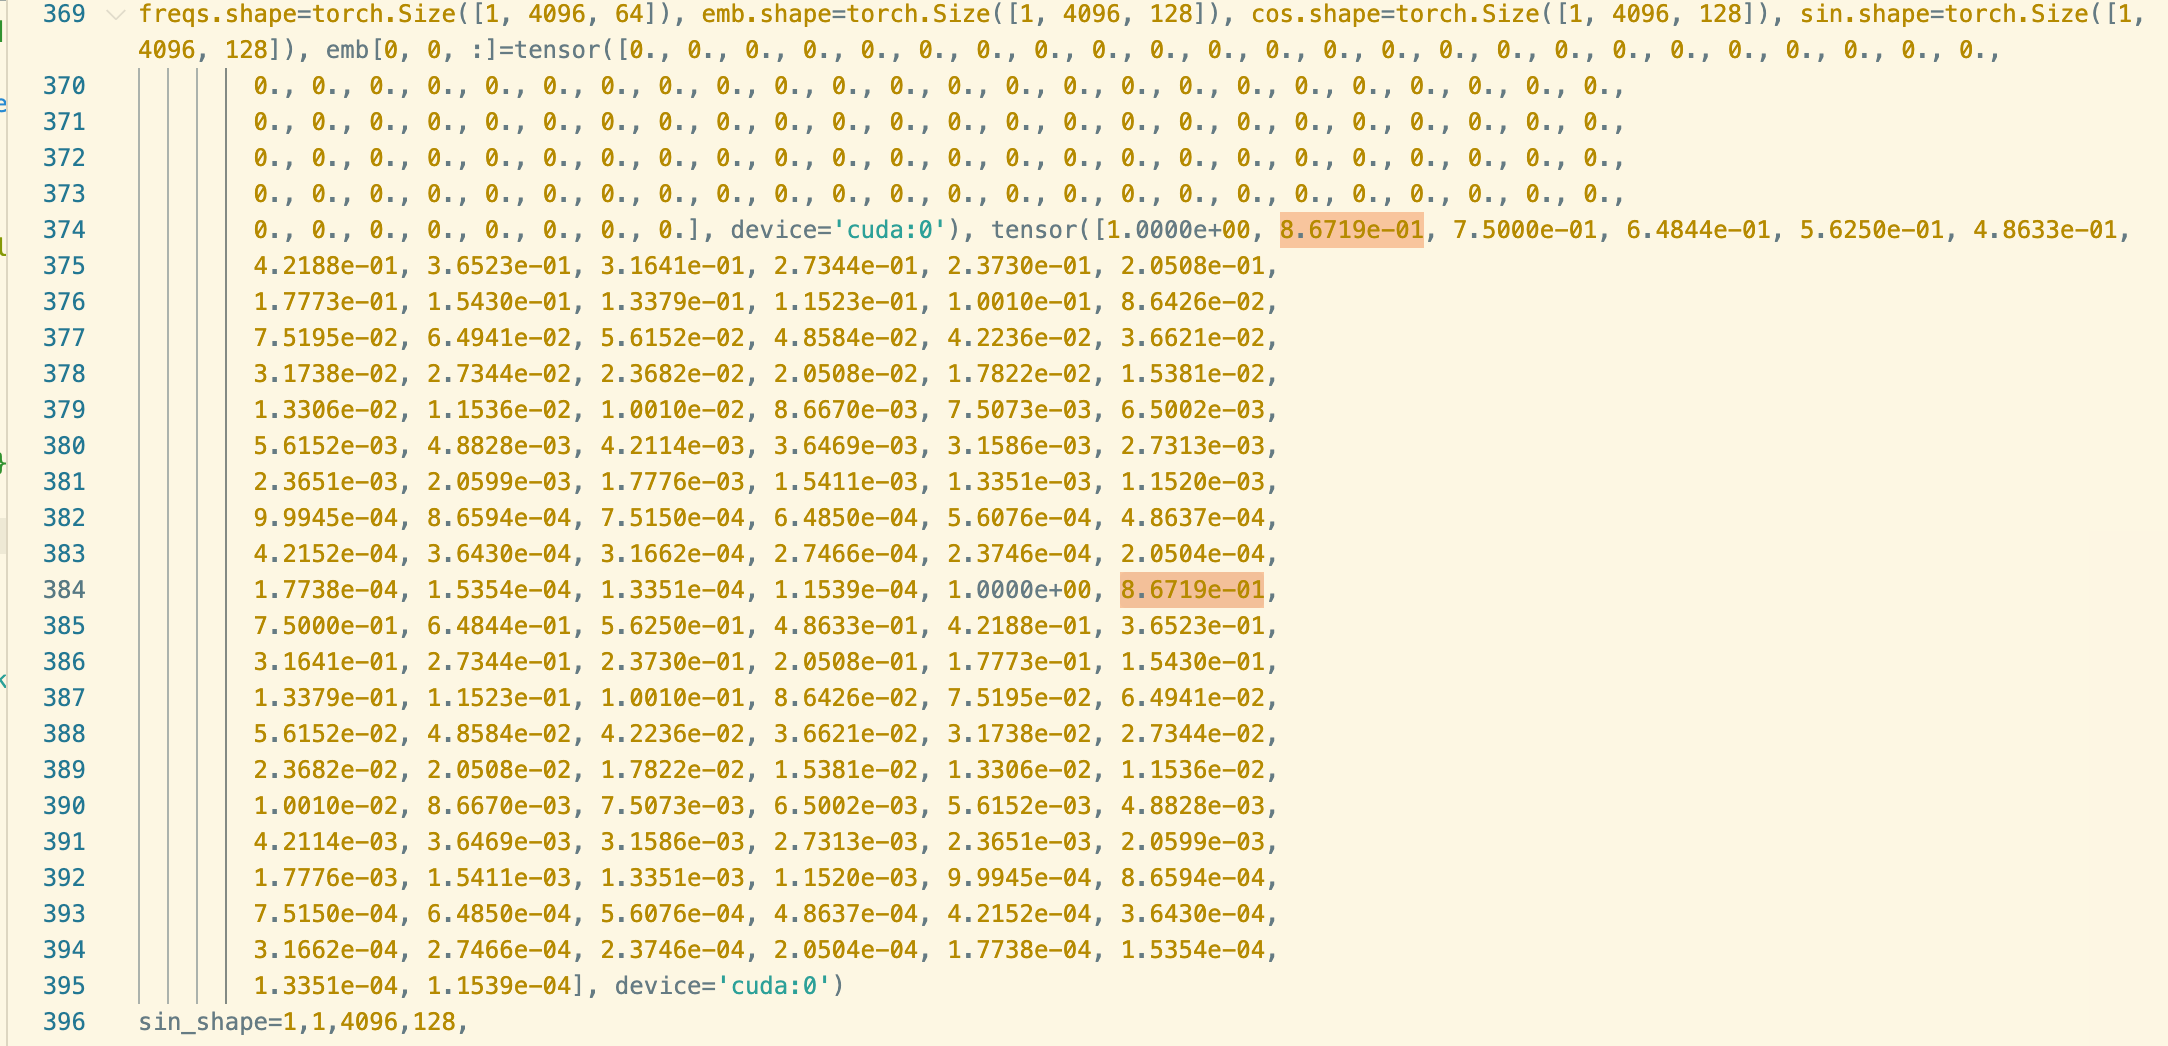 369 freqs.shape=torch.Size([1, 4096, 64]), emb.shape=torch.Size([1, 4096, 128]), cos.shape=torch.Size([1, 4096, 128]), sin.shape=torch.Size([1,
4096, 128]), emb[0, 0, :]=tensor([0., 0., 0., 0., 0., 0., 0., 0., 0., 0., 0., 0., 0., 0., 0., 0., 0., 0., 0., 0., 0., 0., 0., 0.,
370 0., 0., 0., 0., 0., 0., 0., 0., 0., 0., 0., 0., 0., 0., 0., 0., 0., 0., 0., 0., 0., 0., 0., 0.,
371 0., 0., 0., 0., 0., 0., 0., 0., 0., 0., 0., 0., 0., 0., 0., 0., 0., 0., 0., 0., 0., 0., 0., 0.,
372 0., 0., 0., 0., 0., 0., 0., 0., 0., 0., 0., 0., 0., 0., 0., 0., 0., 0., 0., 0., 0., 0., 0., 0.,
373 0., 0., 0., 0., 0., 0., 0., 0., 0., 0., 0., 0., 0., 0., 0., 0., 0., 0., 0., 0., 0., 0., 0., 0.,
374 0., 0., 0., 0., 0., 0., 0., 0.], device='cuda:0'), tensor([1.0000e+00, 8.6719e-01, 7.5000e-01, 6.4844e-01, 5.6250e-01, 4.8633e-01,
375 4.2188e-01, 3.6523e-01, 3.1641e-01, 2.7344e-01, 2.3730e-01, 2.0508e-01,
376 1.7773e-01, 1.5430e-01, 1.3379e-01, 1.1523e-01, 1.0010e-01, 8.6426e-02,
377 7.5195e-02, 6.4941e-02, 5.6152e-02, 4.8584e-02, 4.2236e-02, 3.6621e-02,
378 3.1738e-02, 2.7344e-02, 2.3682e-02, 2.0508e-02, 1.7822e-02, 1.5381e-02,
379 1.3306e-02, 1.1536e-02, 1.0010e-02, 8.6670e-03, 7.5073e-03, 6.5002e-03,
380 5.6152e-03, 4.8828e-03, 4.2114e-03, 3.6469e-03, 3.1586e-03, 2.7313e-03,
381 2.3651e-03, 2.0599e-03, 1.7776e-03, 1.5411e-03, 1.3351e-03, 1.1520e-03,
382 9.9945e-04, 8.6594e-04, 7.5150e-04, 6.4850e-04, 5.6076e-04, 4.8637e-04,
383 4.2152e-04, 3.6430e-04, 3.1662e-04, 2.7466e-04, 2.3746e-04, 2.0504e-04,
384 1.7738e-04, 1.5354e-04, 1.3351e-04, 1.1539e-04, 1.0000e+00, 8.6719e-01,
385 7.5000e-01, 6.4844e-01, 5.6250e-01, 4.8633e-01, 4.2188e-01, 3.6523e-01,
386 3.1641e-01, 2.7344e-01, 2.3730e-01, 2.0508e-01, 1.7773e-01, 1.5430e-01,
387 1.3379e-01, 1.1523e-01, 1.0010e-01, 8.6426e-02, 7.5195e-02, 6.4941e-02,
388 5.6152e-02, 4.8584e-02, 4.2236e-02, 3.6621e-02, 3.1738e-02, 2.7344e-02,
389 2.3682e-02, 2.0508e-02, 1.7822e-02, 1.5381e-02, 1.3306e-02, 1.1536e-02,
390 1.0010e-02, 8.6670e-03, 7.5073e-03, 6.5002e-03, 5.6152e-03, 4.8828e-03,
391 4.2114e-03, 3.6469e-03, 3.1586e-03, 2.7313e-03, 2.3651e-03, 2.0599e-03,
392 1.7776e-03, 1.5411e-03, 1.3351e-03, 1.1520e-03, 9.9945e-04, 8.6594e-04,
393 7.5150e-04, 6.4850e-04, 5.6076e-04, 4.8637e-04, 4.2152e-04, 3.6430e-04,
394 3.1662e-04, 2.7466e-04, 2.3746e-04, 2.0504e-04, 1.7738e-04, 1.5354e-04,
395 1.3351e-04, 1.1539e-04], device='cuda:0')
396 sin_shape=1,1,4096,128,